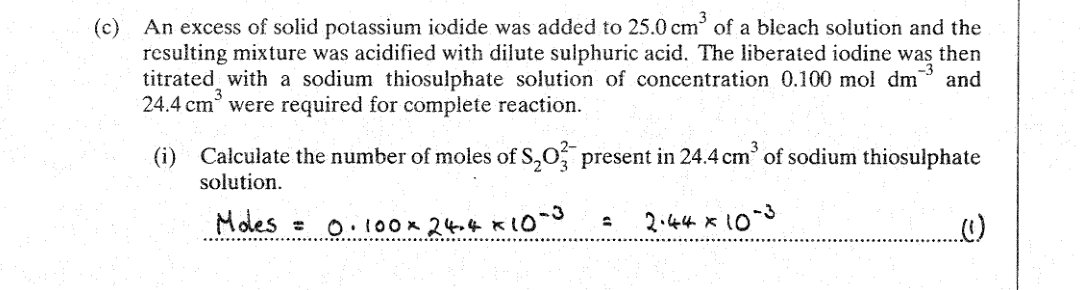 (c) An excess of solid potassium iodide was added to 25.0 cm³ of a bleach solution and the
resulting mixture was acidified with dilute sulphuric acid. The liberated iodine was then
titrated with a sodium thiosulphate solution of concentration 0.100 mol dm⁻³ and
24.4 cm³ were required for complete reaction.
(i) Calculate the number of moles of S₂O₃²⁻ present in 24.4 cm³ of sodium thiosulphate
solution.
Moles = 0.100 × 24.4 × 10⁻³ = 2.44 × 10⁻³ (1)